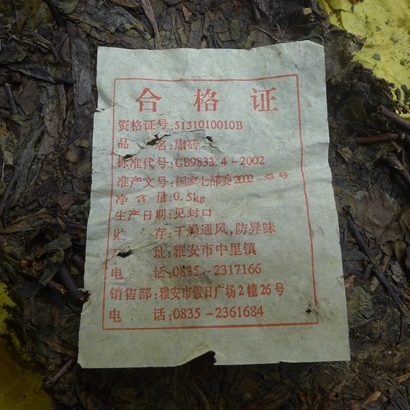 合格证
资格证号 5131010010B
品 名:康砖
标准代号:GB9833.4-2002
准产文号:国家七部委2002-53号
净含量:0.5kg
生产日期:见封口
贮 存:干燥通风,防异味
址:雅安市中里镇
电 话:0835-2317166
销售部:雅安市假日广场2幢26号
电 话:0835-2361684